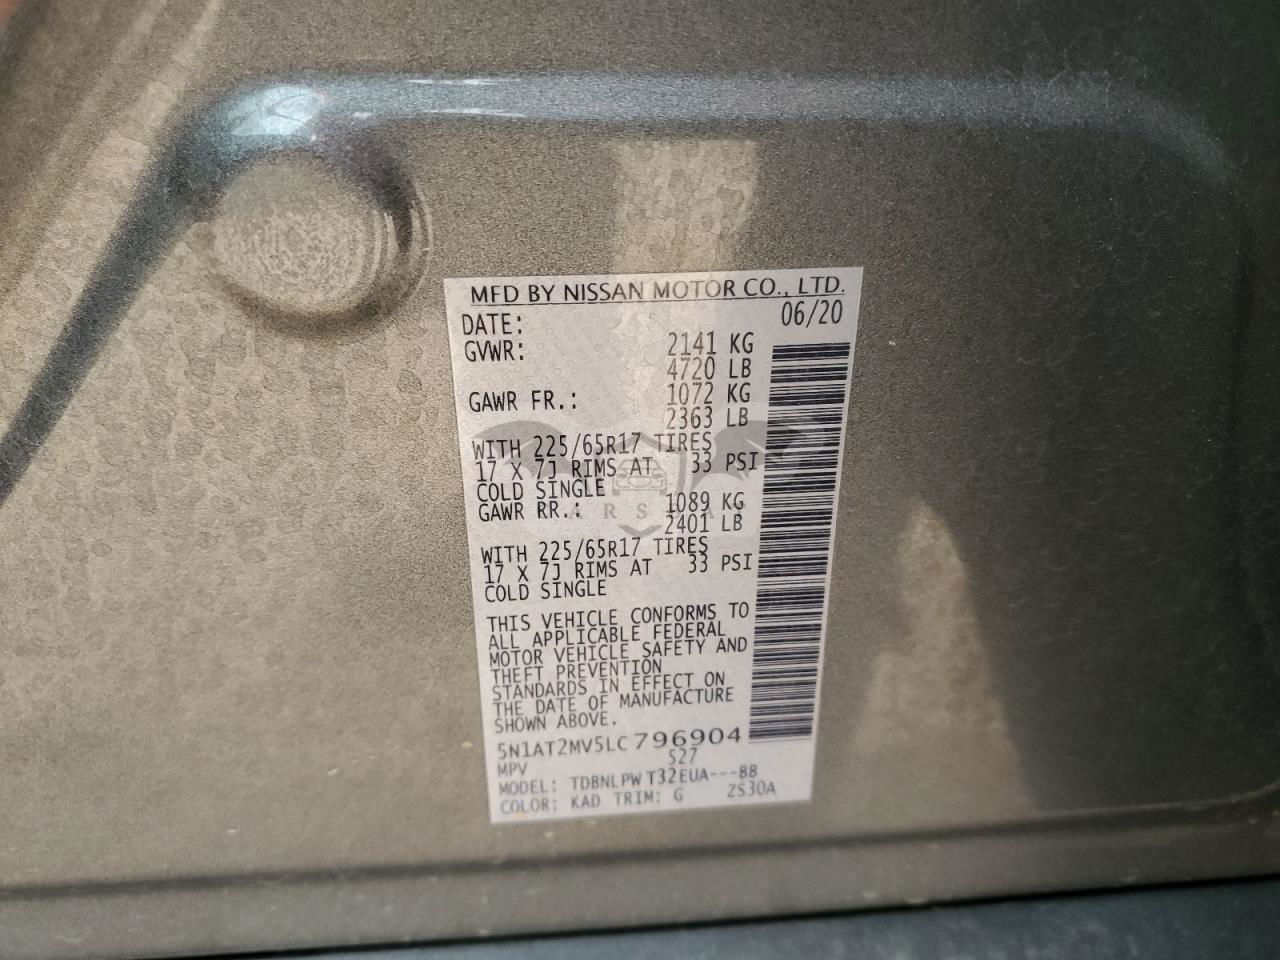 MFD BY NISSAN MOTOR CO., LTD.
DATE: 06/20
GVWR: 2141 KG
4720 LB
GAWR FR.: 1072 KG
2363 LB
WITH 225/65R17 TIRES
17 X 7J RIMS AT 33 PSI
COLD SINGLE
GAWR RR.: 1089 KG
2401 LB
WITH 225/65R17 TIRES
17 X 7J RIMS AT 33 PSI
COLD SINGLE
THIS VEHICLE CONFORMS TO
ALL APPLICABLE FEDERAL
MOTOR VEHICLE SAFETY AND
THEFT PREVENTION
STANDARDS IN EFFECT ON
THE DATE OF MANUFACTURE
SHOWN ABOVE.
5N1AT2MV5LC796904
MPV 527
MODEL: TDBNLPW T32EUA---BB
COLOR: KAD TRIM: G ZS30A